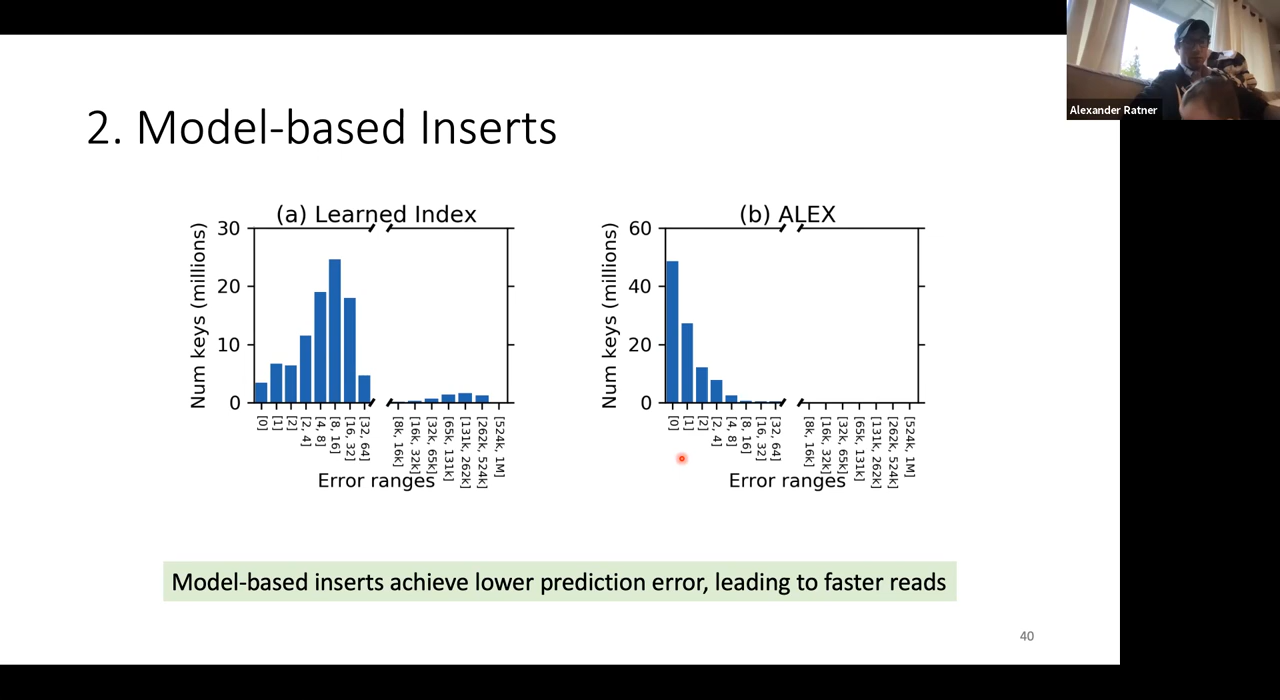 Alexander Ratner
2. Model-based Inserts
(a) Learned Index
Num keys (millions)
30
20
10
0
[0]
[1]
[2]
[2, 4]
[4, 8]
[8, 16]
[16, 32]
[32, 64]
[8k, 16k]
[16k, 32k]
[32k, 65k]
[65k, 131k]
[131k, 262k]
[262k, 524k]
[524k, 1M]
Error ranges
(b) ALEX
Num keys (millions)
60
40
20
0
[0]
[1]
[2]
[2, 4]
[4, 8]
[8, 16]
[16, 32]
[32, 64]
[8k, 16k]
[16k, 32k]
[32k, 65k]
[65k, 131k]
[131k, 262k]
[262k, 524k]
[524k, 1M]
Error ranges
Model-based inserts achieve lower prediction error, leading to faster reads
40